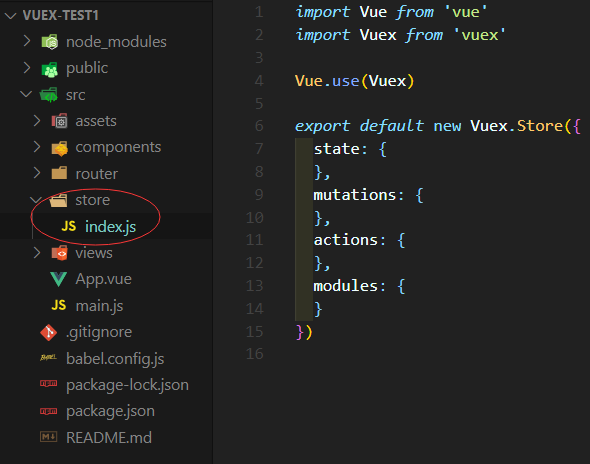 VUEX-TEST1
node_modules
public
src
assets
components
router
store
JS index.js
views
App.vue
JS main.js
.gitignore
BABEL babel.config.js
npm package-lock.json
npm package.json
README.md
1 import Vue from 'vue'
2 import Vuex from 'vuex'
3
4 Vue.use(Vuex)
5
6 export default new Vuex.Store({
7   state: {
8   },
9   mutations: {
10   },
11   actions: {
12   },
13   modules: {
14   }
15 })
16